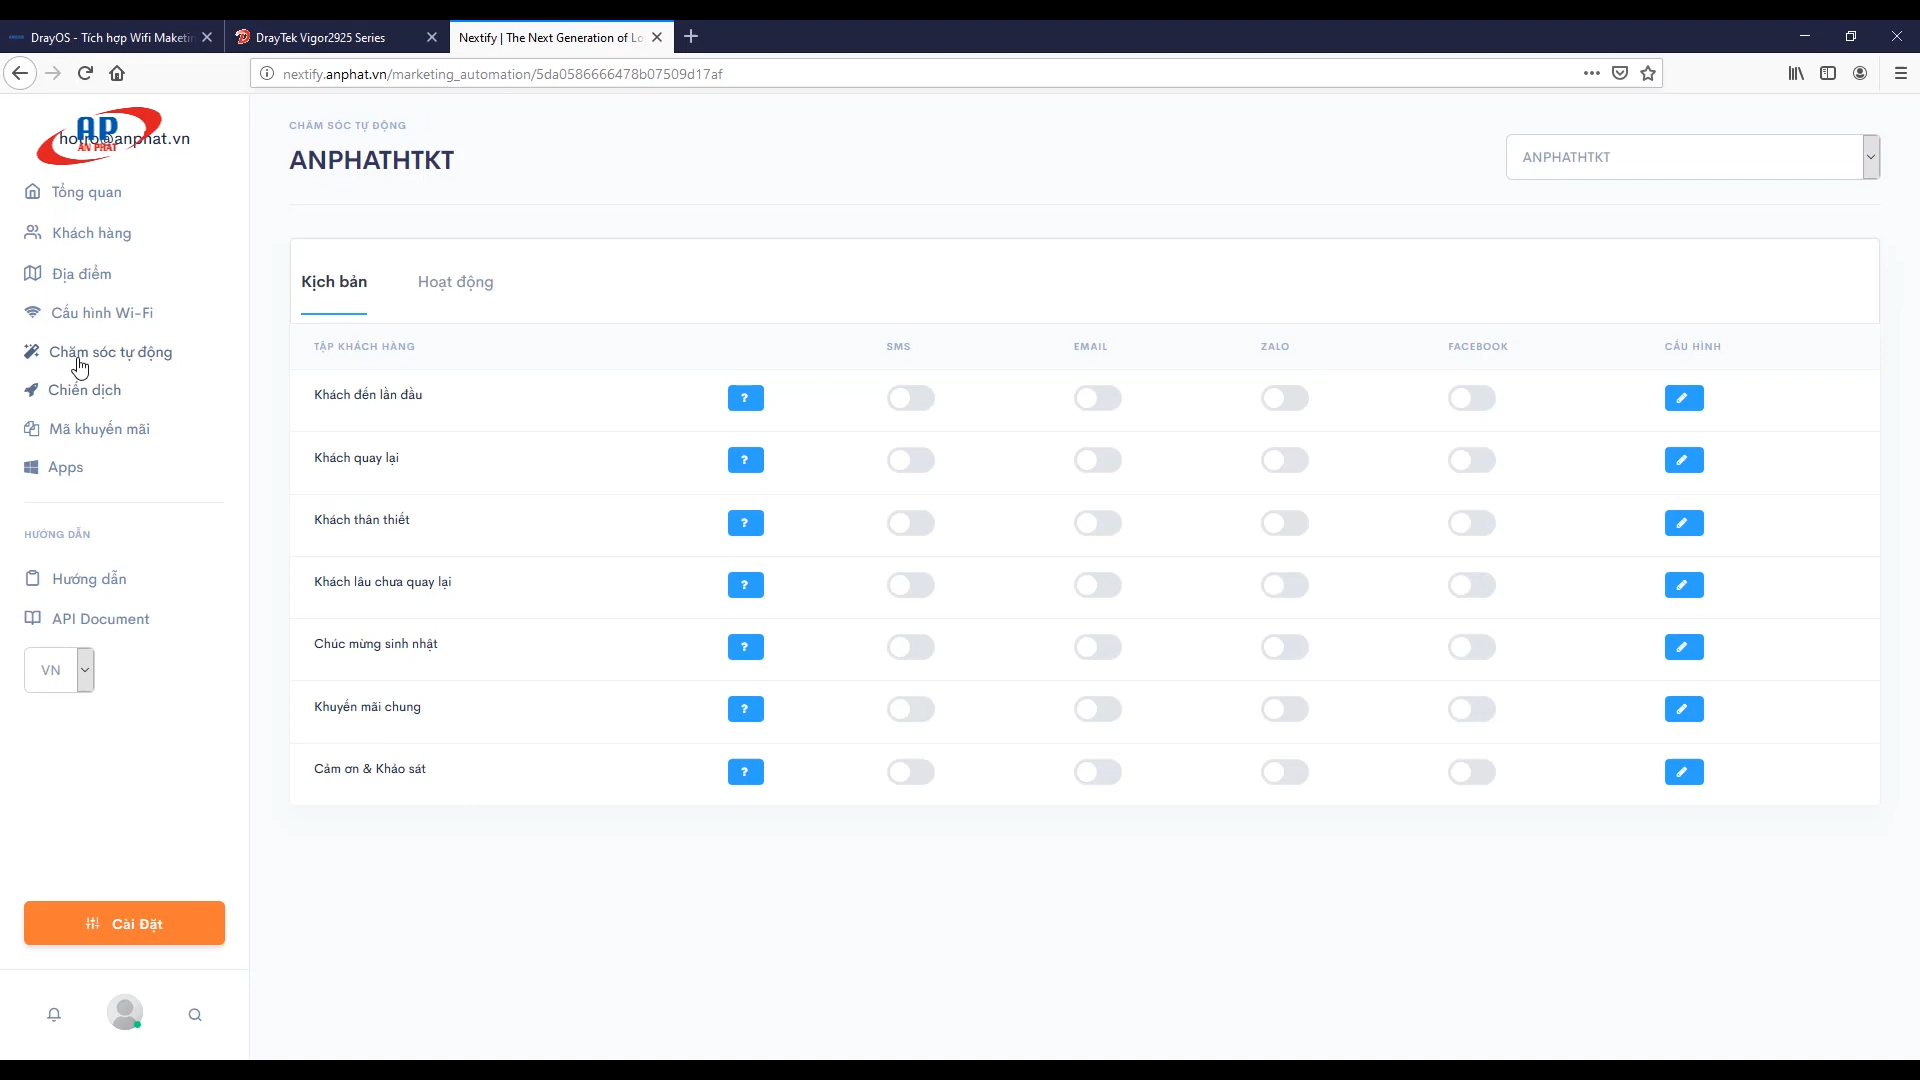 DrayOS - Tích hợp Wifi Maketin
DrayTek Vigor2925 Series
Nextify | The Next Generation of Lo
nextify.anphat.vn/marketing_automation/5da0586666478b07509d17af
AP
AN PHAT
hotro@anphat.vn
Tổng quan
Khách hàng
Địa điểm
Cấu hình Wi-Fi
Chăm sóc tự động
Chiến dịch
Mã khuyến mãi
Apps
HƯỚNG DẪN
Hướng dẫn
API Document
VN
Cài Đặt
CHĂM SÓC TỰ ĐỘNG
ANPHATHTKT
ANPHATHTKT
Kịch bản Hoạt động
TẬP KHÁCH HÀNG SMS EMAIL ZALO FACEBOOK CẤU HÌNH
Khách đến lần đầu ?
Khách quay lại ?
Khách thân thiết ?
Khách lâu chưa quay lại ?
Chúc mừng sinh nhật ?
Khuyến mãi chung ?
Cảm ơn & Khảo sát ?